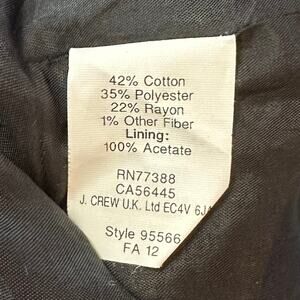 42% Cotton
35% Polyester
22% Rayon
1% Other Fiber
Lining:
100% Acetate
RN77388
CA56445
J. CREW U.K. Ltd EC4V
Style 95566
FA 12